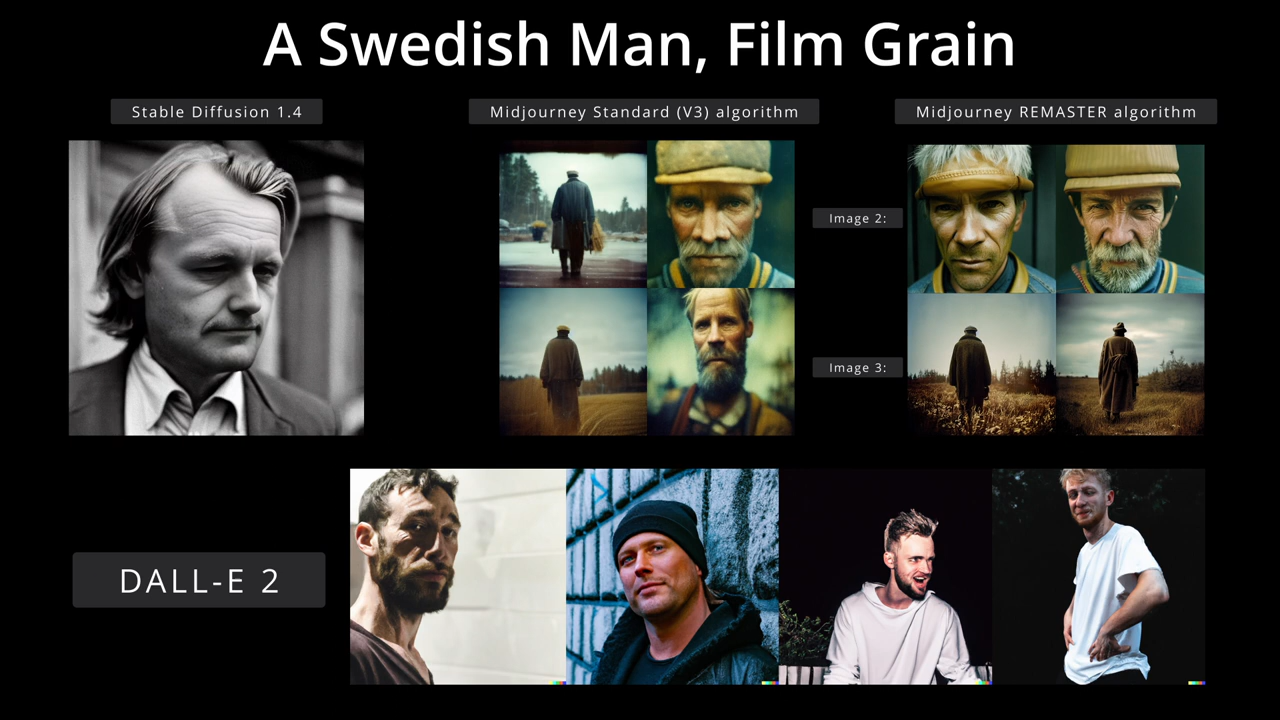 A Swedish Man, Film Grain
Stable Diffusion 1.4
Midjourney Standard (V3) algorithm
Midjourney REMASTER algorithm
Image 2:
Image 3:
DALL-E 2